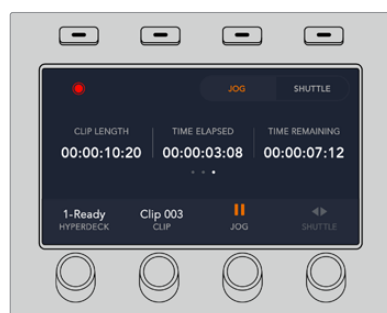 JOG SHUTTLE
CLIP LENGTH TIME ELAPSED TIME REMAINING
00:00:10:20 00:00:03:08 00:00:07:12
1-Ready Clip 003
HYPERDECK CLIP JOG SHUTTLE